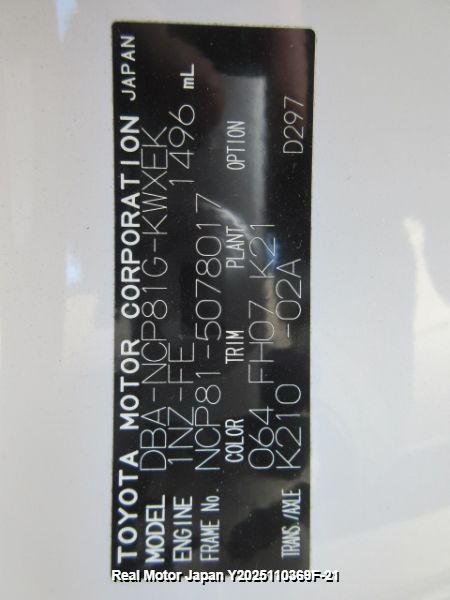 TOYOTA MOTOR CORPORATION JAPAN
MODEL DBA-NCP81G-KWXEK
ENGINE 1NZ-FE 1496 mL
FRAME No. NCP81-5078017
COLOR TRIM PLANT OPTION
064 FH07 K21
TRANS./AXLE K210 -02A D297
Real Motor Japan Y2025110369F-21